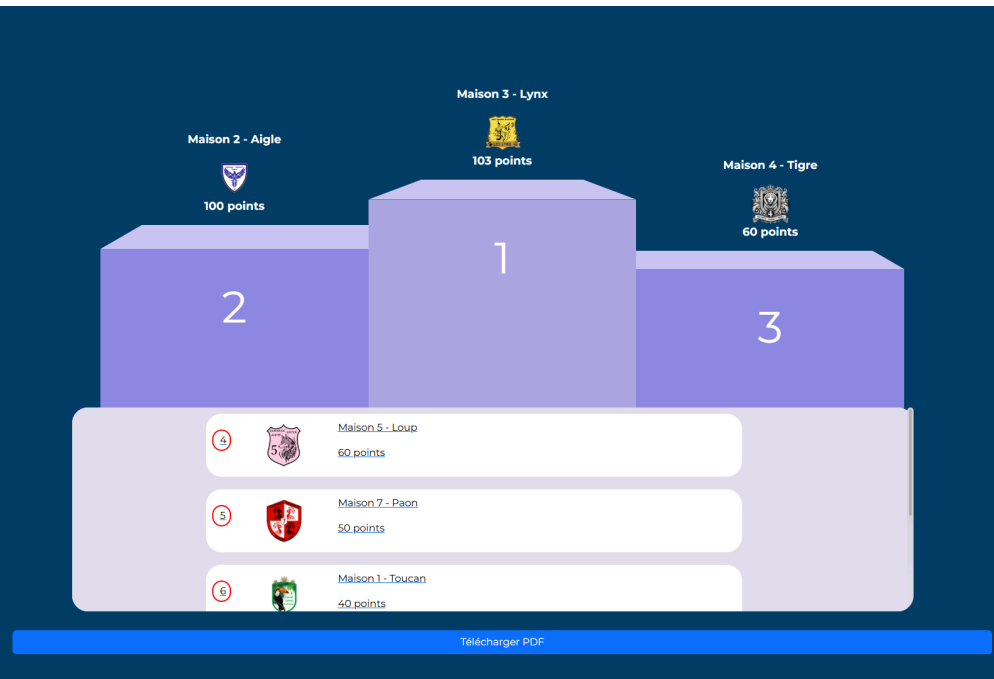 Maison 3 - Lynx
103 points
Maison 2 - Aigle
100 points
Maison 4 - Tigre
60 points
1
2
3
4
5
Maison 5 - Loup
60 points
5
Maison 7 - Paon
50 points
6
Maison 1 - Toucan
40 points
Télécharger PDF